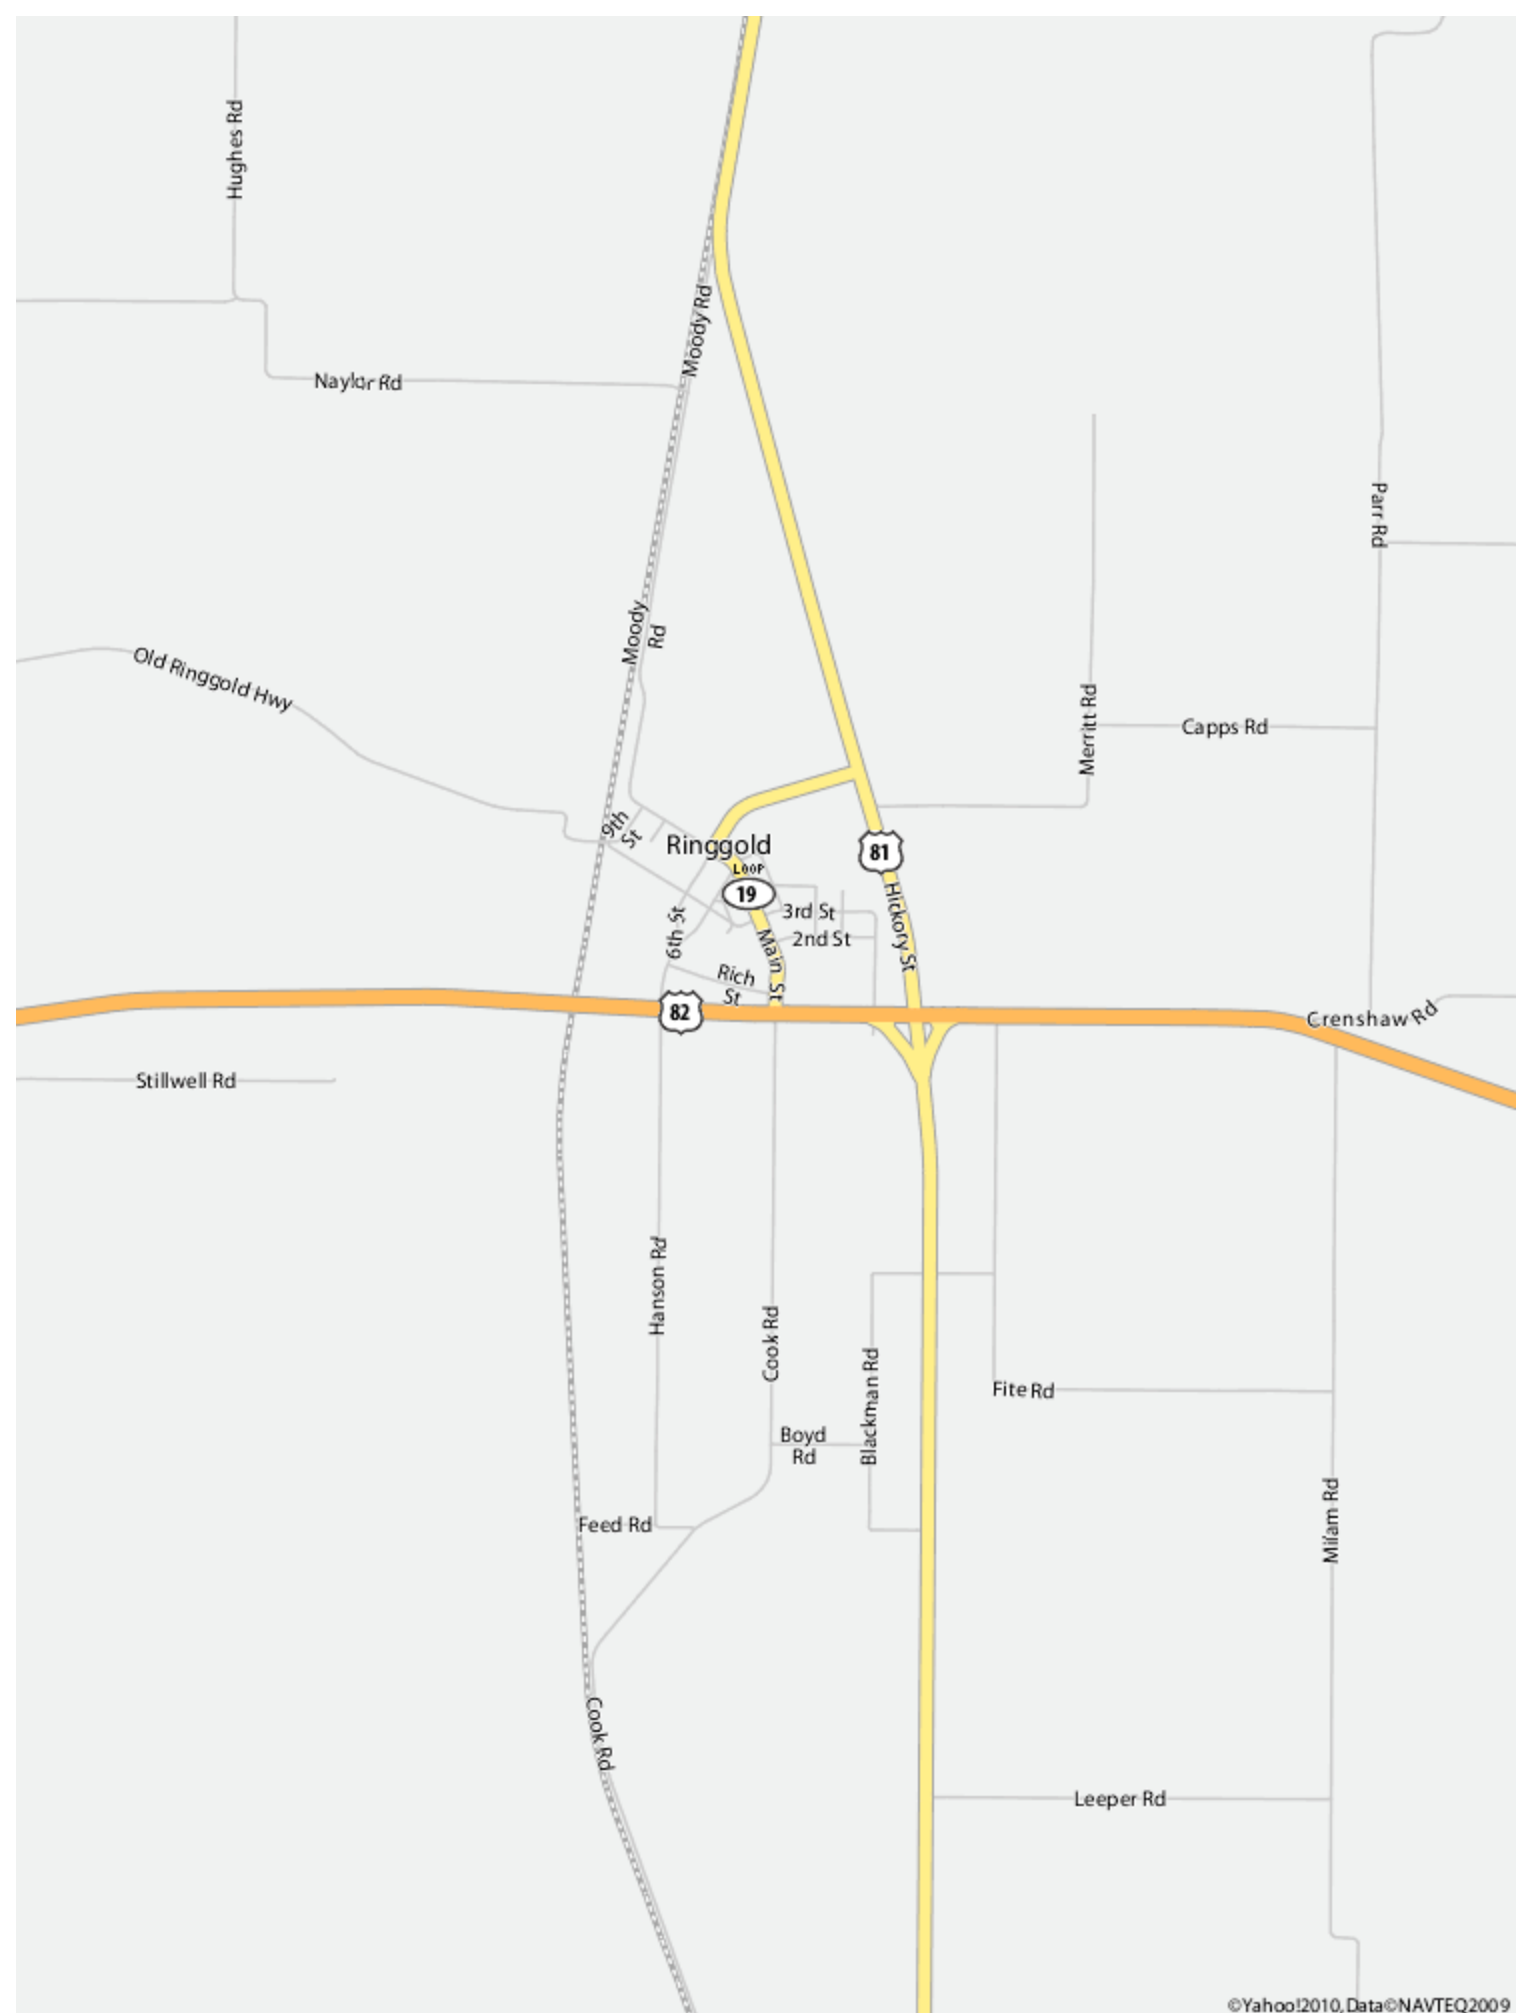 Hughes Rd
Moody Rd
Naylor Rd
Parr Rd
Moody
Rd
Old Ringgold Hwy
Merritt Rd
Capps Rd
9th
St
Ringgold
81
LOOP
19
Hickory St
3rd St
6th St
Main St
2nd St
Rich
St
82
Crenshaw Rd
Stillwell Rd
Hanson Rd
Cook Rd
Blackman Rd
Fite Rd
Boyd
Rd
Feed Rd
Milam Rd
Cook Rd
Leeper Rd
©Yahoo!2010, Data©NAVTEQ2009